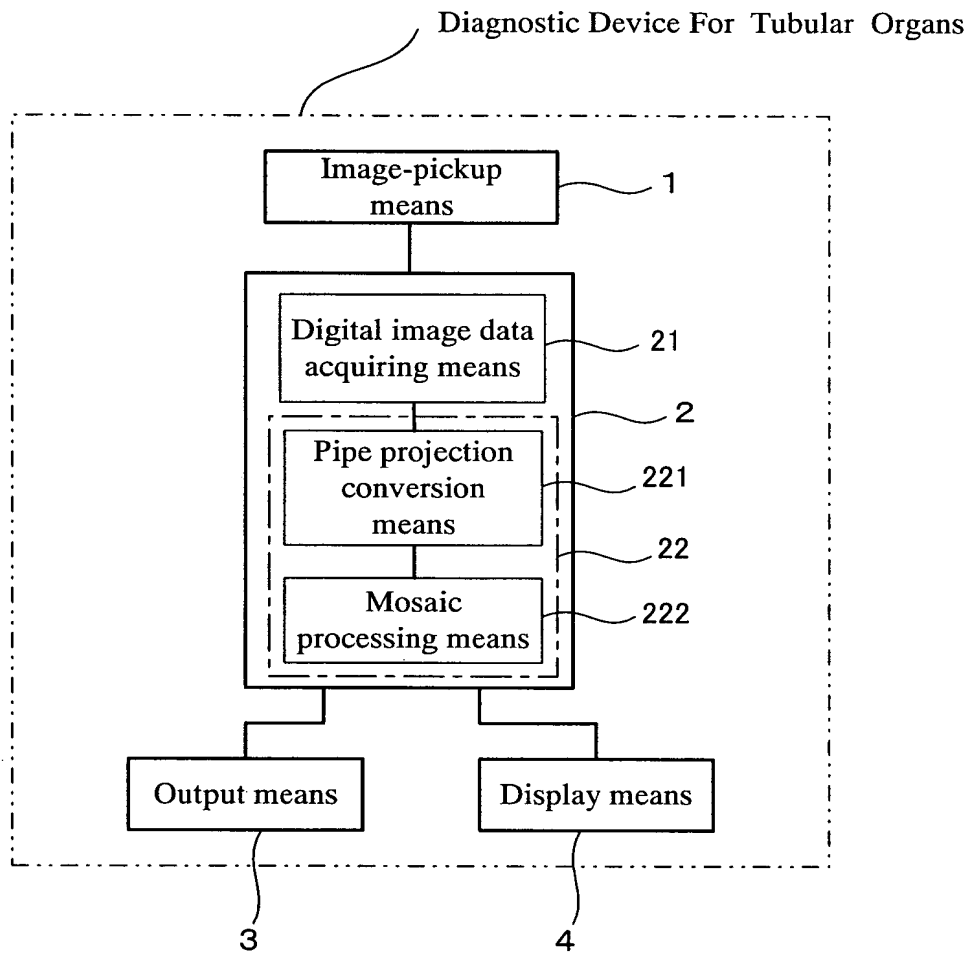 Diagnostic Device For Tubular Organs
Image-pickup
means
1
Digital image data
acquiring means
21
2
Pipe projection
conversion
means
221
22
Mosaic
processing means
222
Output means
Display means
3
4